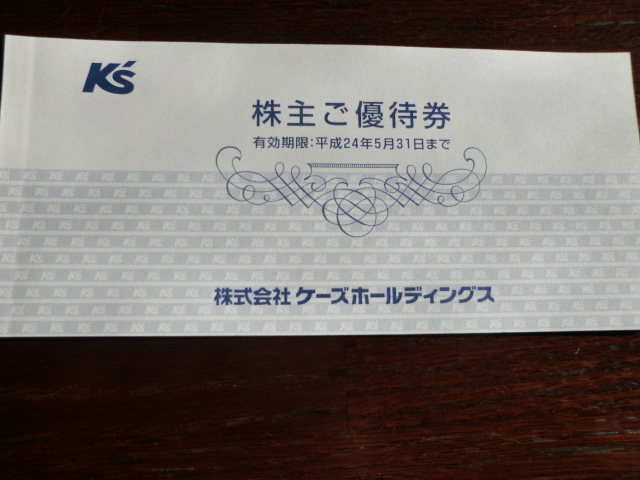 K's
株主ご優待券
有効期限:平成24年5月31日まで
株式会社 ケーズホールディングス